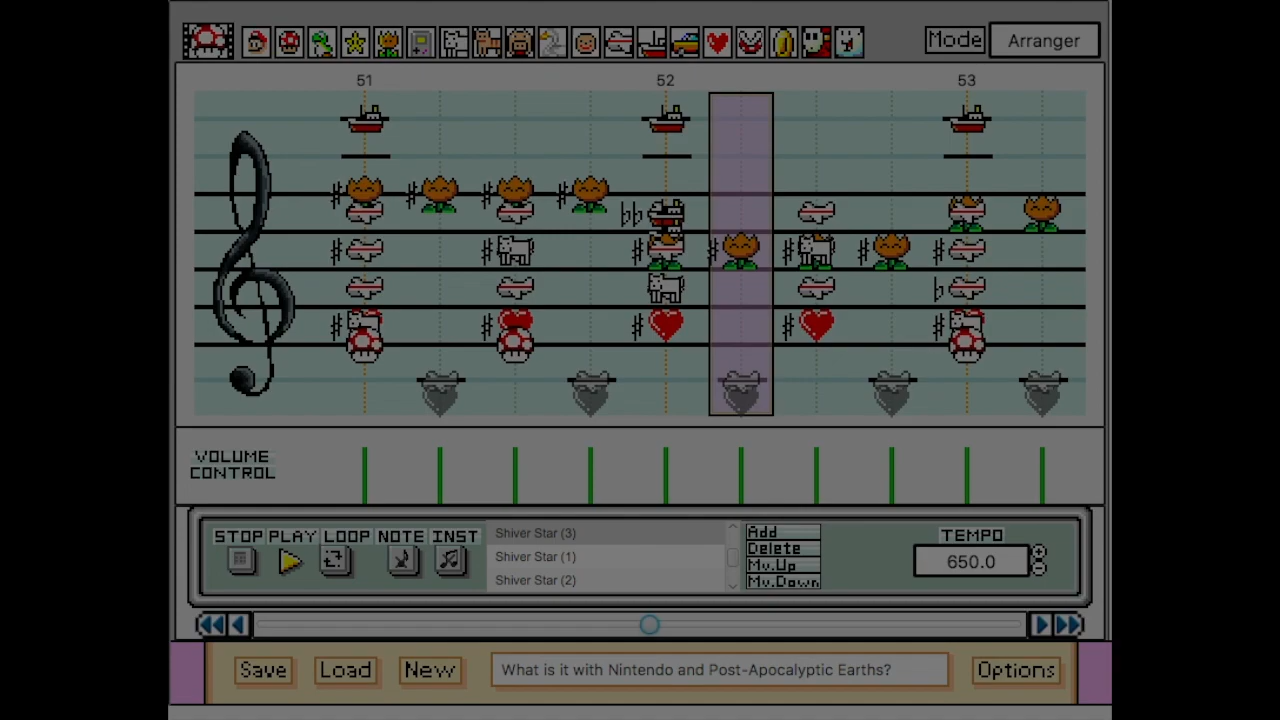 Mode Arranger
51 52 53
VOLUME
CONTROL
STOP PLAY LOOP NOTE INST
Shiver Star (3)
Shiver Star (1)
Shiver Star (2)
Add
Delete
Mv.Up
Mv.Down
TEMPO
650.0
Save Load New What is it with Nintendo and Post-Apocalyptic Earths? Options